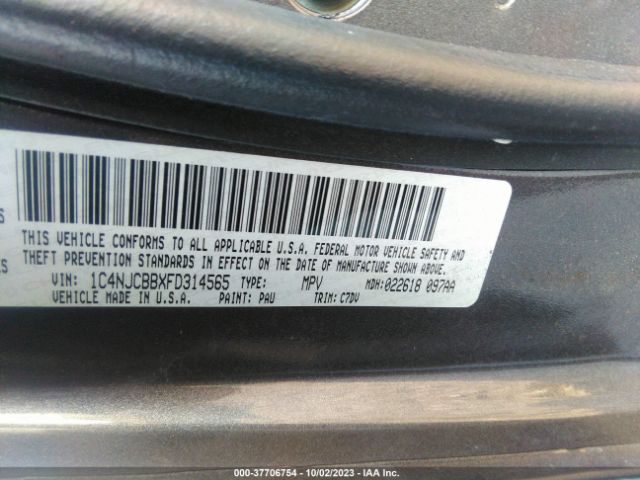 S
THIS VEHICLE CONFORMS TO ALL APPLICABLE U.S.A. FEDERAL MOTOR VEHICLE SAFETY AND
THEFT PREVENTION STANDARDS IN EFFECT ON THE DATE OF MANUFACTURE SHOWN ABOVE.
ES
VIN: 1C4NJCBBXFD314565 TYPE: MPV MDH:022618 097AA
VEHICLE MADE IN U.S.A. PAINT: PAU TRIM: C7DV
000-37706754 | 10/02/2023 | IAA Inc.